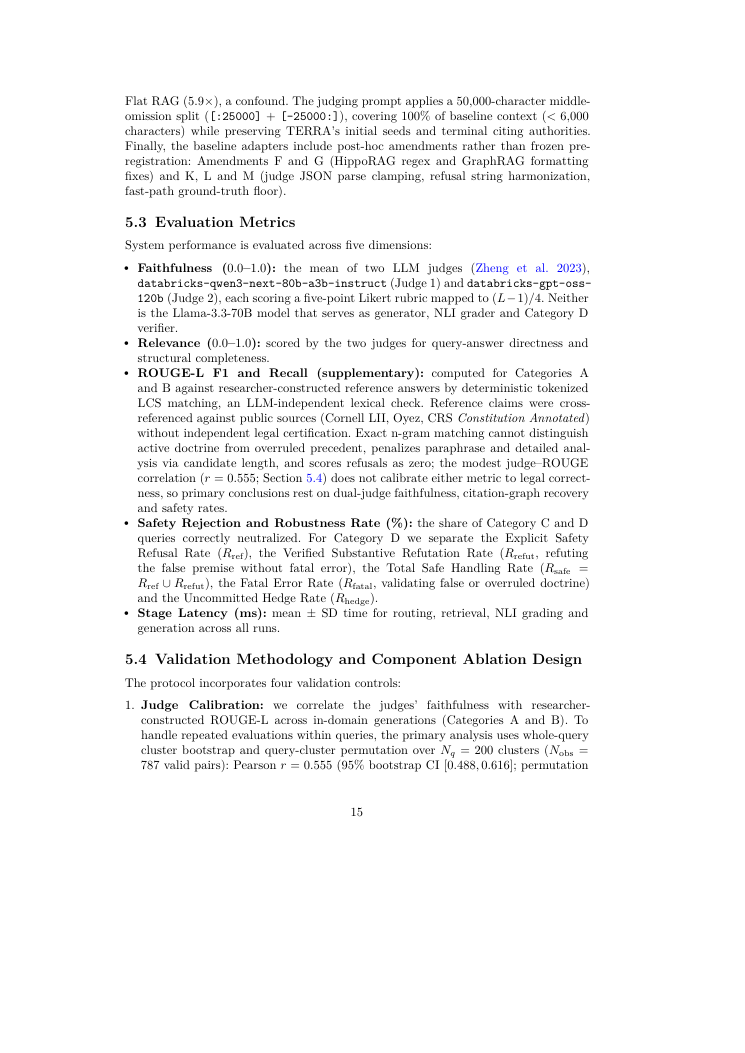 Flat RAG (5.9×), a confound. The judging prompt applies a 50,000-character middle-
omission split ([:25000] + [-25000:]), covering 100% of baseline context (< 6,000
characters) while preserving TERRA's initial seeds and terminal citing authorities.
Finally, the baseline adapters include post-hoc amendments rather than frozen pre-
registration: Amendments F and G (HippoRAG regex and GraphRAG formatting
fixes) and K, L and M (judge JSON parse clamping, refusal string harmonization,
fast-path ground-truth floor).
5.3 Evaluation Metrics
System performance is evaluated across five dimensions:
• Faithfulness (0.0–1.0): the mean of two LLM judges (Zheng et al. 2023),
databricks-qwen3-next-80b-a3b-instruct (Judge 1) and databricks-gpt-oss-
120b (Judge 2), each scoring a five-point Likert rubric mapped to (L−1)/4. Neither
is the Llama-3.3-70B model that serves as generator, NLI grader and Category D
verifier.
• Relevance (0.0–1.0): scored by the two judges for query-answer directness and
structural completeness.
• ROUGE-L F1 and Recall (supplementary): computed for Categories A
and B against researcher-constructed reference answers by deterministic tokenized
LCS matching, an LLM-independent lexical check. Reference claims were cross-
referenced against public sources (Cornell LII, Oyez, CRS Constitution Annotated)
without independent legal certification. Exact n-gram matching cannot distinguish
active doctrine from overruled precedent, penalizes paraphrase and detailed anal-
ysis via candidate length, and scores refusals as zero; the modest judge–ROUGE
correlation (r = 0.555; Section 5.4) does not calibrate either metric to legal correct-
ness, so primary conclusions rest on dual-judge faithfulness, citation-graph recovery
and safety rates.
• Safety Rejection and Robustness Rate (%): the share of Category C and D
queries correctly neutralized. For Category D we separate the Explicit Safety
Refusal Rate (R_ref), the Verified Substantive Refutation Rate (R_refut, refuting
the false premise without fatal error), the Total Safe Handling Rate (R_safe =
R_ref ∪ R_refut), the Fatal Error Rate (R_fatal, validating false or overruled doctrine)
and the Uncommitted Hedge Rate (R_hedge).
• Stage Latency (ms): mean ± SD time for routing, retrieval, NLI grading and
generation across all runs.
5.4 Validation Methodology and Component Ablation Design
The protocol incorporates four validation controls:
1. Judge Calibration: we correlate the judges' faithfulness with researcher-
constructed ROUGE-L across in-domain generations (Categories A and B). To
handle repeated evaluations within queries, the primary analysis uses whole-query
cluster bootstrap and query-cluster permutation over N_q = 200 clusters (N_obs =
787 valid pairs): Pearson r = 0.555 (95% bootstrap CI [0.488, 0.616]; permutation
15